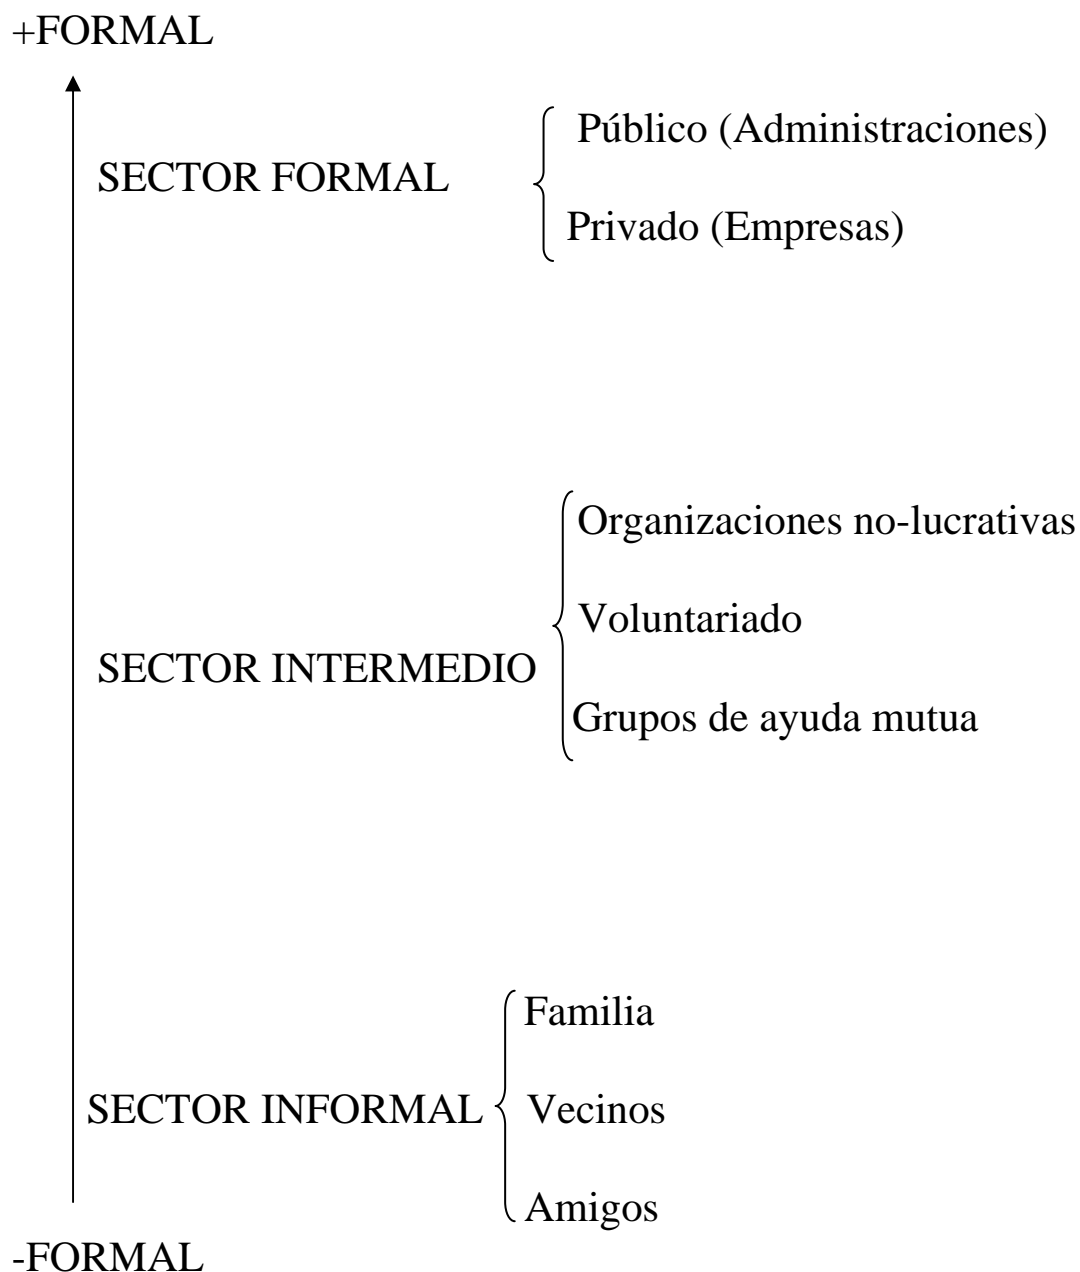 +FORMAL
Público (Administraciones)
SECTOR FORMAL
Privado (Empresas)
Organizaciones no-lucrativas
Voluntariado
SECTOR INTERMEDIO
Grupos de ayuda mutua
Familia
SECTOR INFORMAL
Vecinos
Amigos
-FORMAL